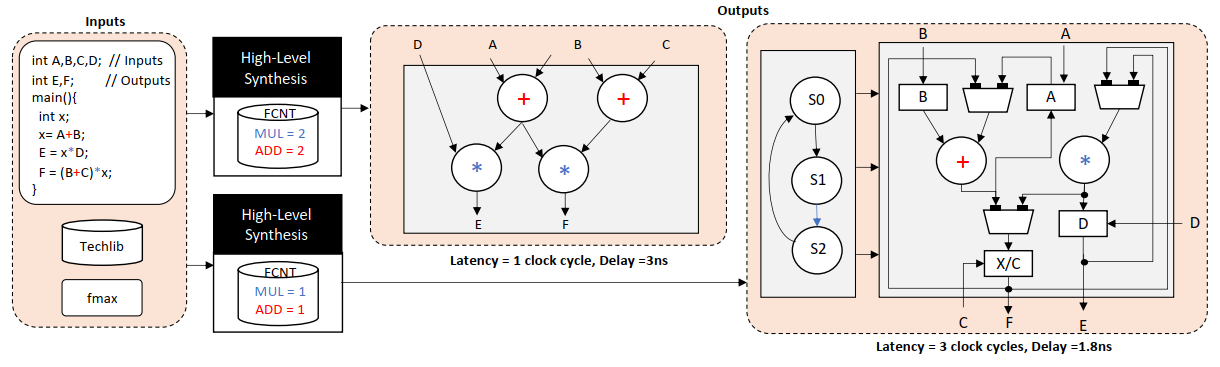 Inputs
int A,B,C,D;  // Inputs
int E,F;        // Outputs
main(){
int x;
x= A+B;
E = x*D;
F = (B+C)*x;
}
Techlib
fmax
High-Level
Synthesis
FCNT
MUL = 2
ADD = 2
High-Level
Synthesis
FCNT
MUL = 1
ADD = 1
Outputs
D A B C
+ +
* *
E F
Latency = 1 clock cycle, Delay =3ns
S0
S1
S2
B A
B A
+ *
D D
X/C
C F E
Latency = 3 clock cycles, Delay =1.8ns